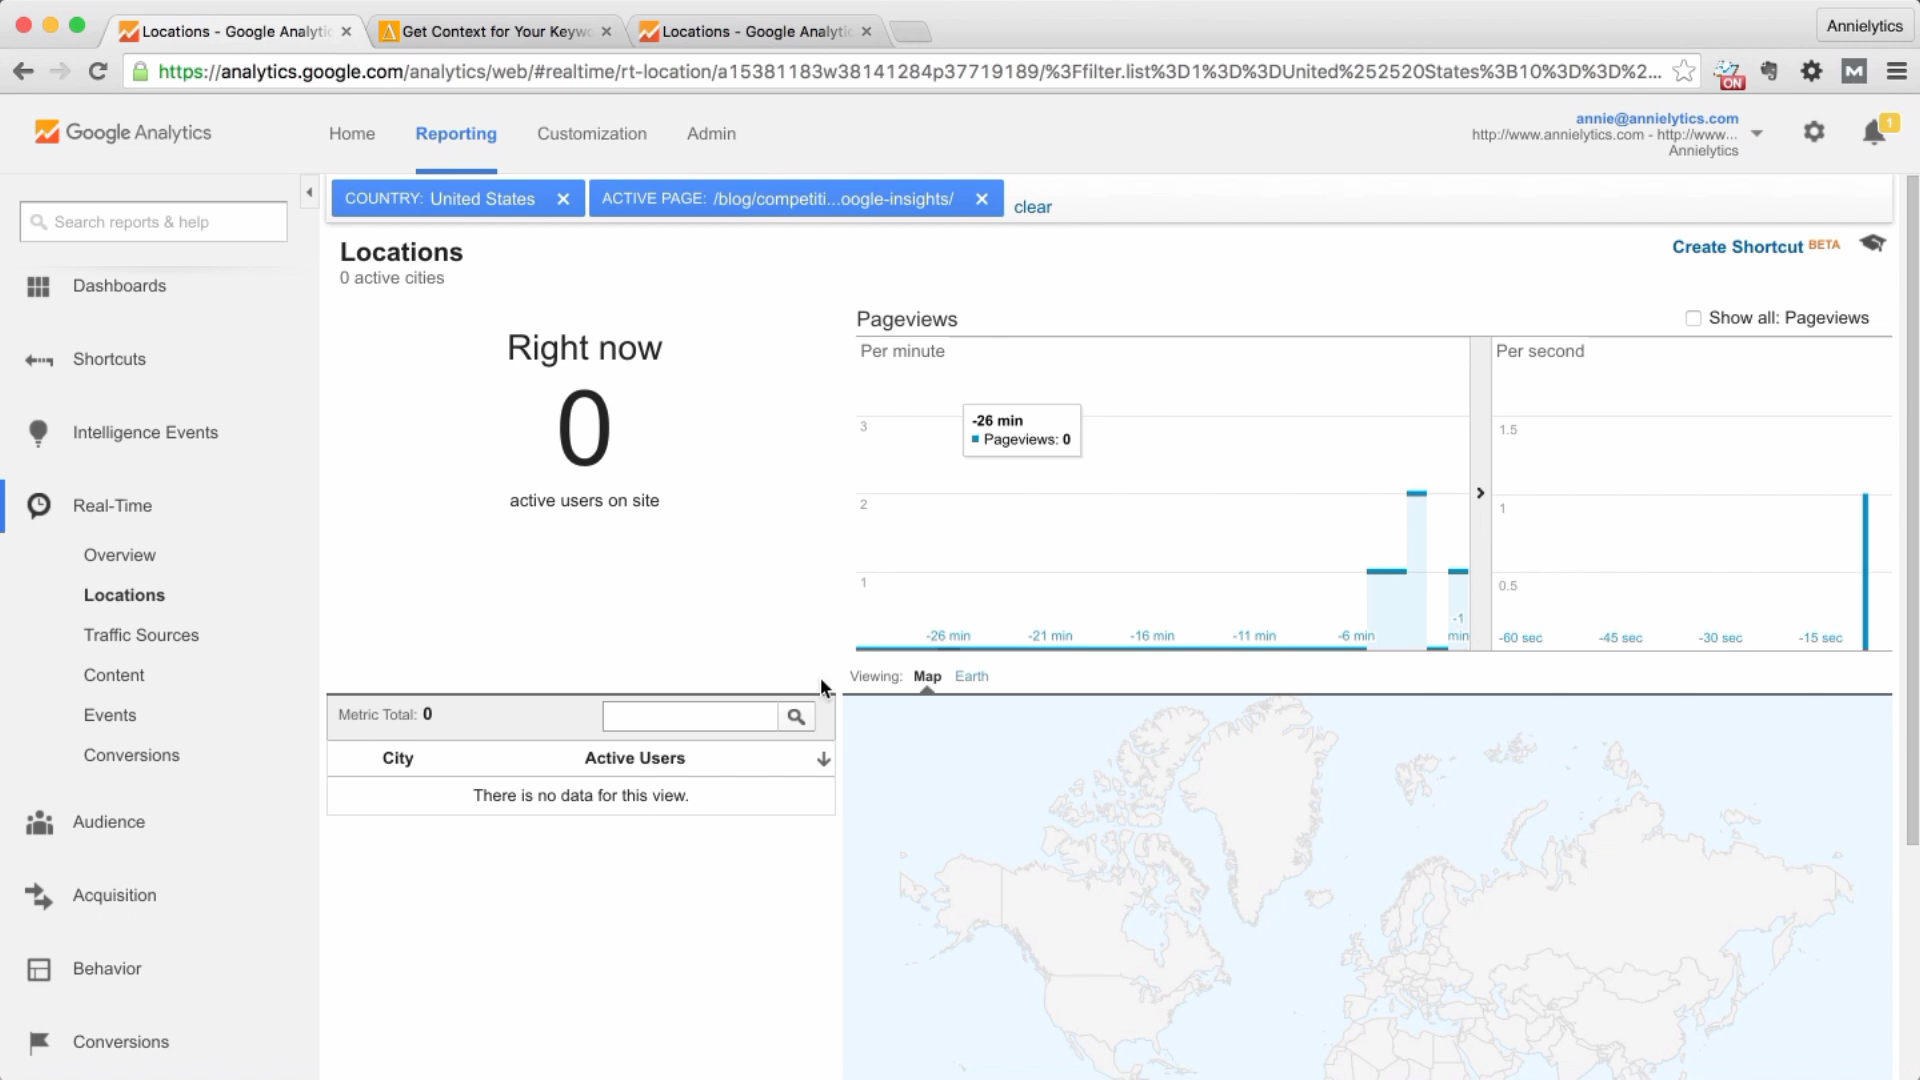 Locations - Google Analytic
Get Context for Your Keyw
Locations - Google Analytic
Annielytics
https://analytics.google.com/analytics/web/#realtime/rt-location/a15381183w38141284p37719189/%3Ffilter.list%3D1%3D%3DUnited%252520States%3B10%3D%3D%2...
ON
M
Google Analytics
Home
Reporting
Customization
Admin
annie@annielytics.com
http://www.annielytics.com - http://www...
Annielytics
1
Search reports & help
Dashboards
Shortcuts
Intelligence Events
Real-Time
Overview
Locations
Traffic Sources
Content
Events
Conversions
Audience
Acquisition
Behavior
Conversions
COUNTRY: United States
ACTIVE PAGE: /blog/competiti...oogle-insights/
clear
Locations
0 active cities
Create Shortcut BETA
Right now
0
active users on site
Pageviews
Show all: Pageviews
Per minute
3
2
1
-26 min
Pageviews: 0
-26 min
-21 min
-16 min
-11 min
-6 min
-1
min
Per second
1.5
1
0.5
-60 sec
-45 sec
-30 sec
-15 sec
Viewing: Map Earth
Metric Total: 0
City
Active Users
There is no data for this view.